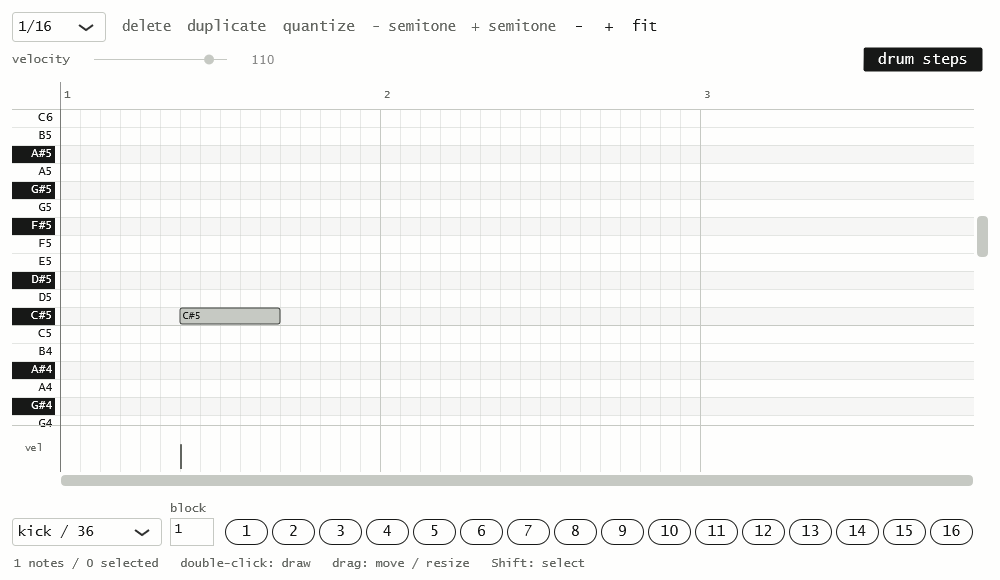 1/16 delete duplicate quantize - semitone + semitone - + fit
velocity 110 drum steps
1 2 3
C6
B5
A#5
A5
G#5
G5
F#5
F5
E5
D#5
D5
C#5 C#5
C5
B4
A#4
A4
G#4
G4
vel
block
kick / 36 1 1 2 3 4 5 6 7 8 9 10 11 12 13 14 15 16
1 notes / 0 selected double-click: draw drag: move / resize Shift: select